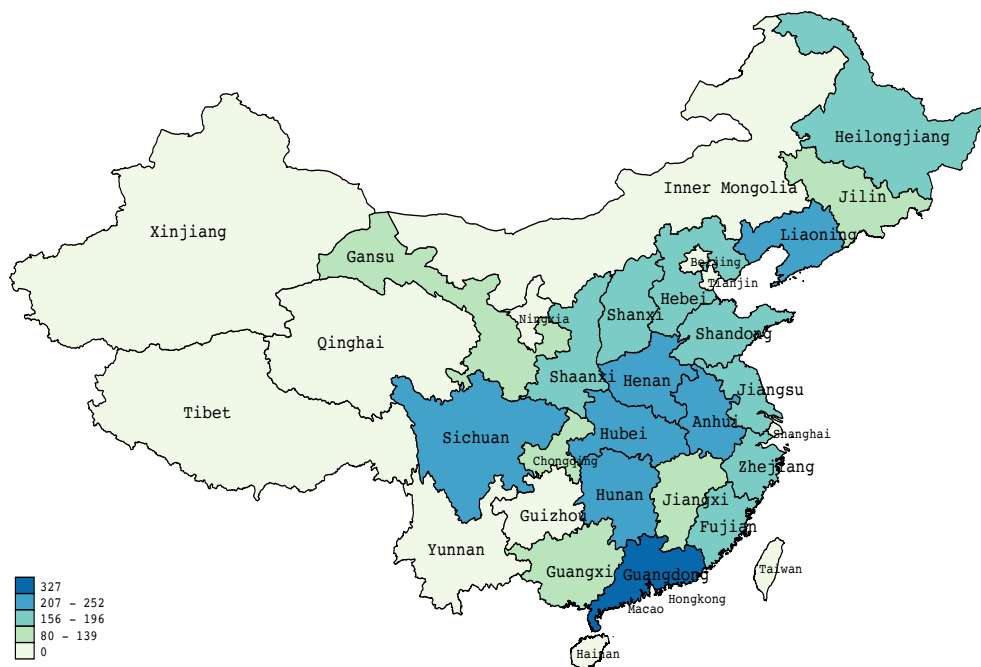 Heilongjiang
Inner Mongolia
Jilin
Xinjiang
Liaoning
Gansu
Beijing
Tianjin
Hebei
Ningxia
Shanxi
Shandong
Qinghai
Shaanxi
Henan
Jiangsu
Tibet
Anhui
Sichuan
Hubei
Shanghai
Chongqing
Zhejiang
Hunan
Jiangxi
Guizhou
Fujian
Yunnan
Guangxi
Guangdong
Taiwan
Hongkong
Macao
Hainan
327
207 - 252
156 - 196
80 - 139
0